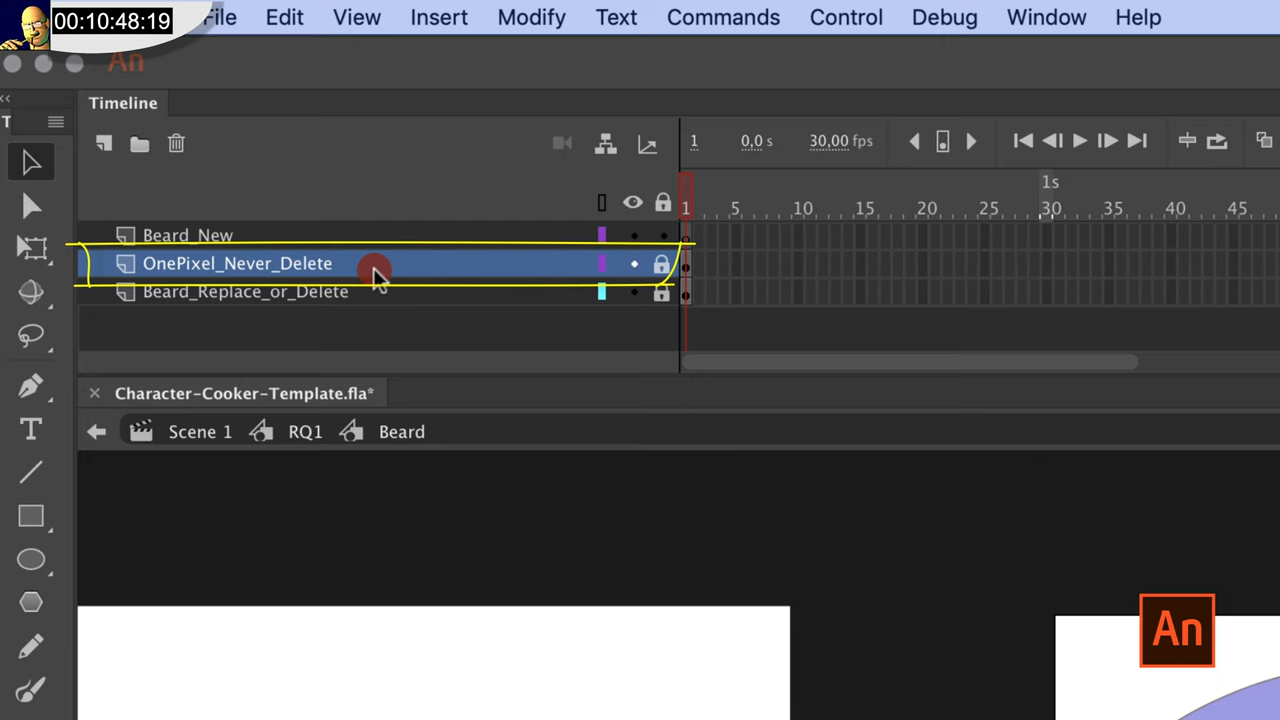 00:10:48:19
File Edit View Insert Modify Text Commands Control Debug Window Help
An
Timeline
T
1 0,0 s 30,00 fps
1s
1 5 10 15 20 25 30 35 40 45
Beard_New
OnePixel_Never_Delete
Beard_Replace_or_Delete
Character-Cooker-Template.fla*
Scene 1 RQ1 Beard
T
An